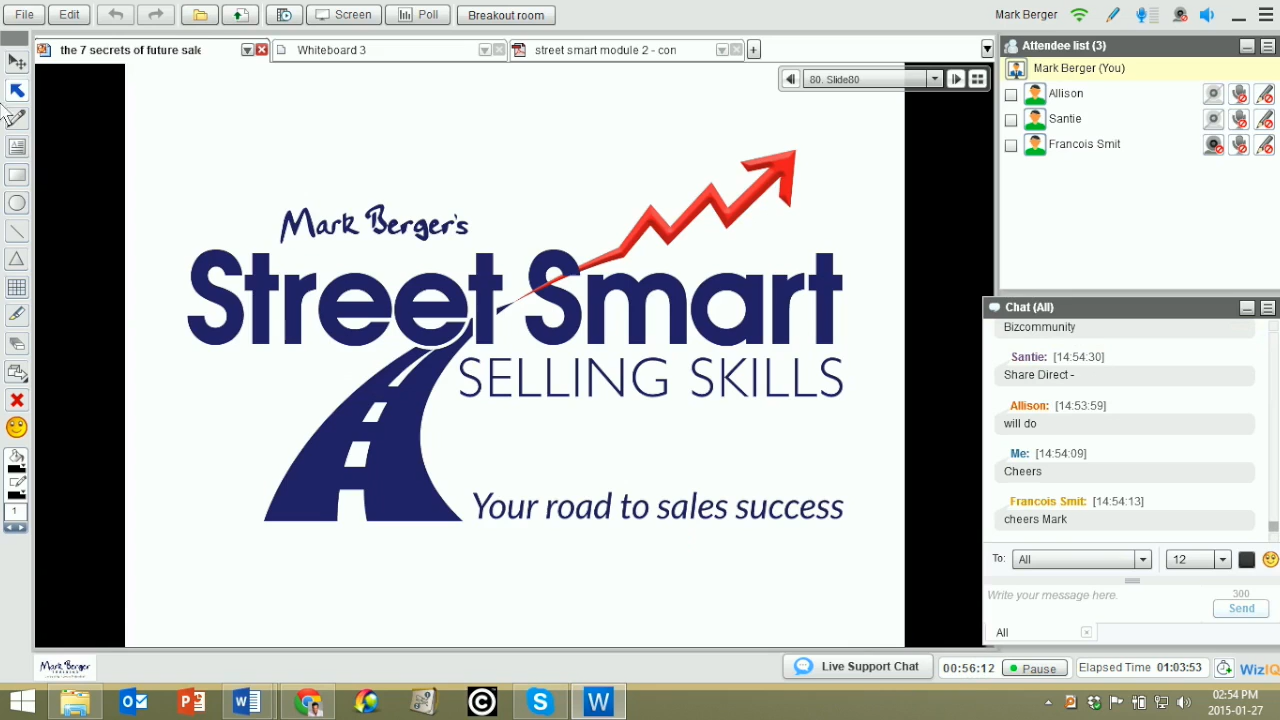 File Edit Screen Poll Breakout room Mark Berger
the 7 secrets of future sale Whiteboard 3 street smart module 2 - con
80. Slide80
Mark Berger's
Street Smart
SELLING SKILLS
Your road to sales success
1
Attendee list (3)
Mark Berger (You)
Allison
Santie
Francois Smit
Chat (All)
Bizcommunity
Santie: [14:54:30]
Share Direct -
Allison: [14:53:59]
will do
Me: [14:54:09]
Cheers
Francois Smit: [14:54:13]
cheers Mark
To: All 12
Write your message here. 300
Send
All
Mark Berger
Live Support Chat 00:56:12 Pause Elapsed Time 01:03:53 WizIQ
02:54 PM
2015-01-27